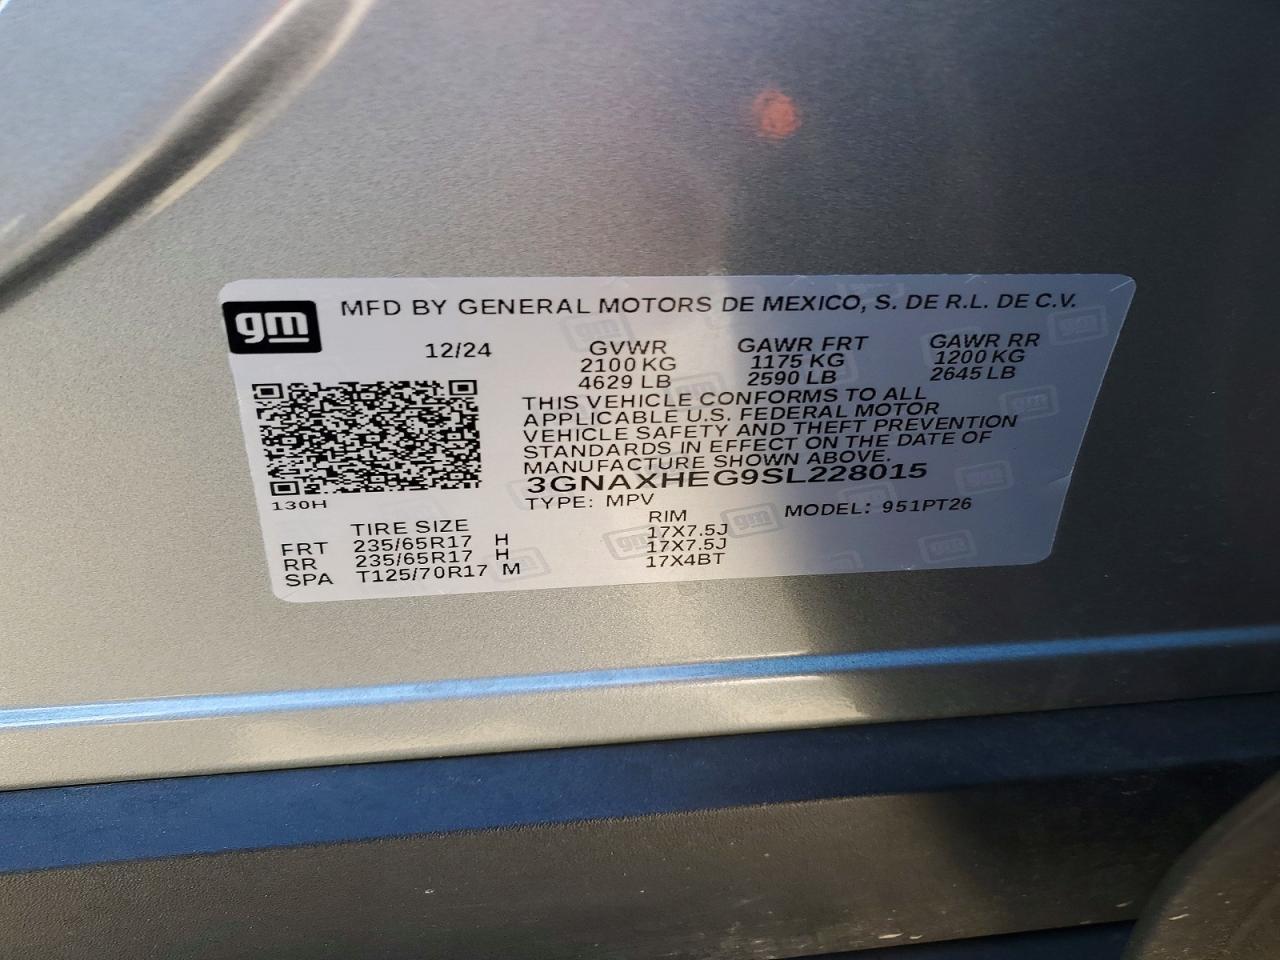 gm
MFD BY GENERAL MOTORS DE MEXICO, S. DE R.L. DE C.V.
12/24
GVWR
2100 KG
4629 LB
GAWR FRT
1175 KG
2590 LB
GAWR RR
1200 KG
2645 LB
THIS VEHICLE CONFORMS TO ALL
APPLICABLE U.S. FEDERAL MOTOR
VEHICLE SAFETY AND THEFT PREVENTION
STANDARDS IN EFFECT ON THE DATE OF
MANUFACTURE SHOWN ABOVE.
3GNAXHEG9SL228015
TYPE: MPV
MODEL: 951PT26
130H
TIRE SIZE RIM
FRT 235/65R17 H 17X7.5J
RR 235/65R17 H 17X7.5J
SPA T125/70R17 M 17X4BT